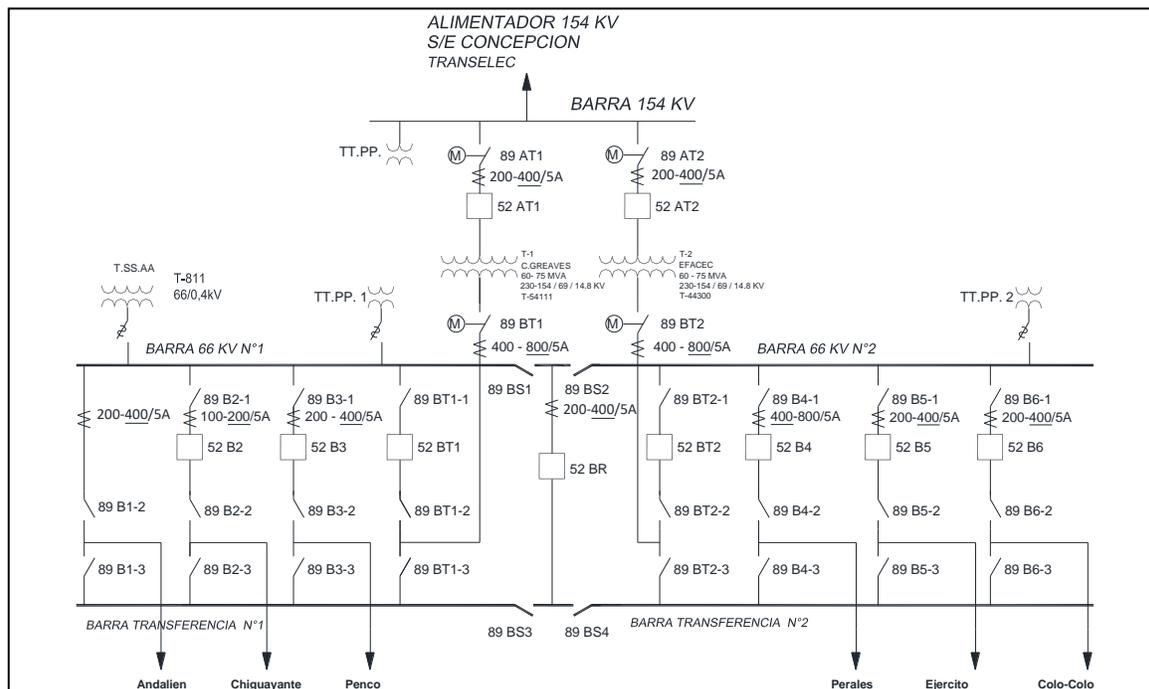 ALIMENTADOR 154 KV
S/E CONCEPCION
TRANSELEC
BARRA 154 KV
TT.PP.
M
89 AT1
200-400/5A
52 AT1
M
89 AT2
200-400/5A
52 AT2
T.SS.AA
T-811
66/0,4kV
TT.PP. 1
T-1
C.GREAVES
60- 75 MVA
230-154 / 69 / 14.8 KV
T-54111
T-2
EFACEC
60 - 75 MVA
230-154 / 69 / 14.8 KV
T-44300
TT.PP. 2
M
89 BT1
400 - 800/5A
M
89 BT2
400 - 800/5A
BARRA 66 KV N°1
BARRA 66 KV N°2
89 BS1
89 BS2
200-400/5A
52 BR
200-400/5A
89 B2-1
100-200/5A
52 B2
89 B3-1
200 - 400/5A
52 B3
89 BT1-1
52 BT1
89 BT2-1
52 BT2
89 B4-1
400-800/5A
52 B4
89 B5-1
200-400/5A
52 B5
89 B6-1
200-400/5A
52 B6
89 B1-2
89 B2-2
89 B3-2
89 BT1-2
89 BT2-2
89 B4-2
89 B5-2
89 B6-2
89 B1-3
89 B2-3
89 B3-3
89 BT1-3
89 BT2-3
89 B4-3
89 B5-3
89 B6-3
BARRA TRANSFERENCIA N°1
89 BS3
89 BS4
BARRA TRANSFERENCIA N°2
Andalien
Chiguayante
Penco
Perales
Ejercito
Colo-Colo